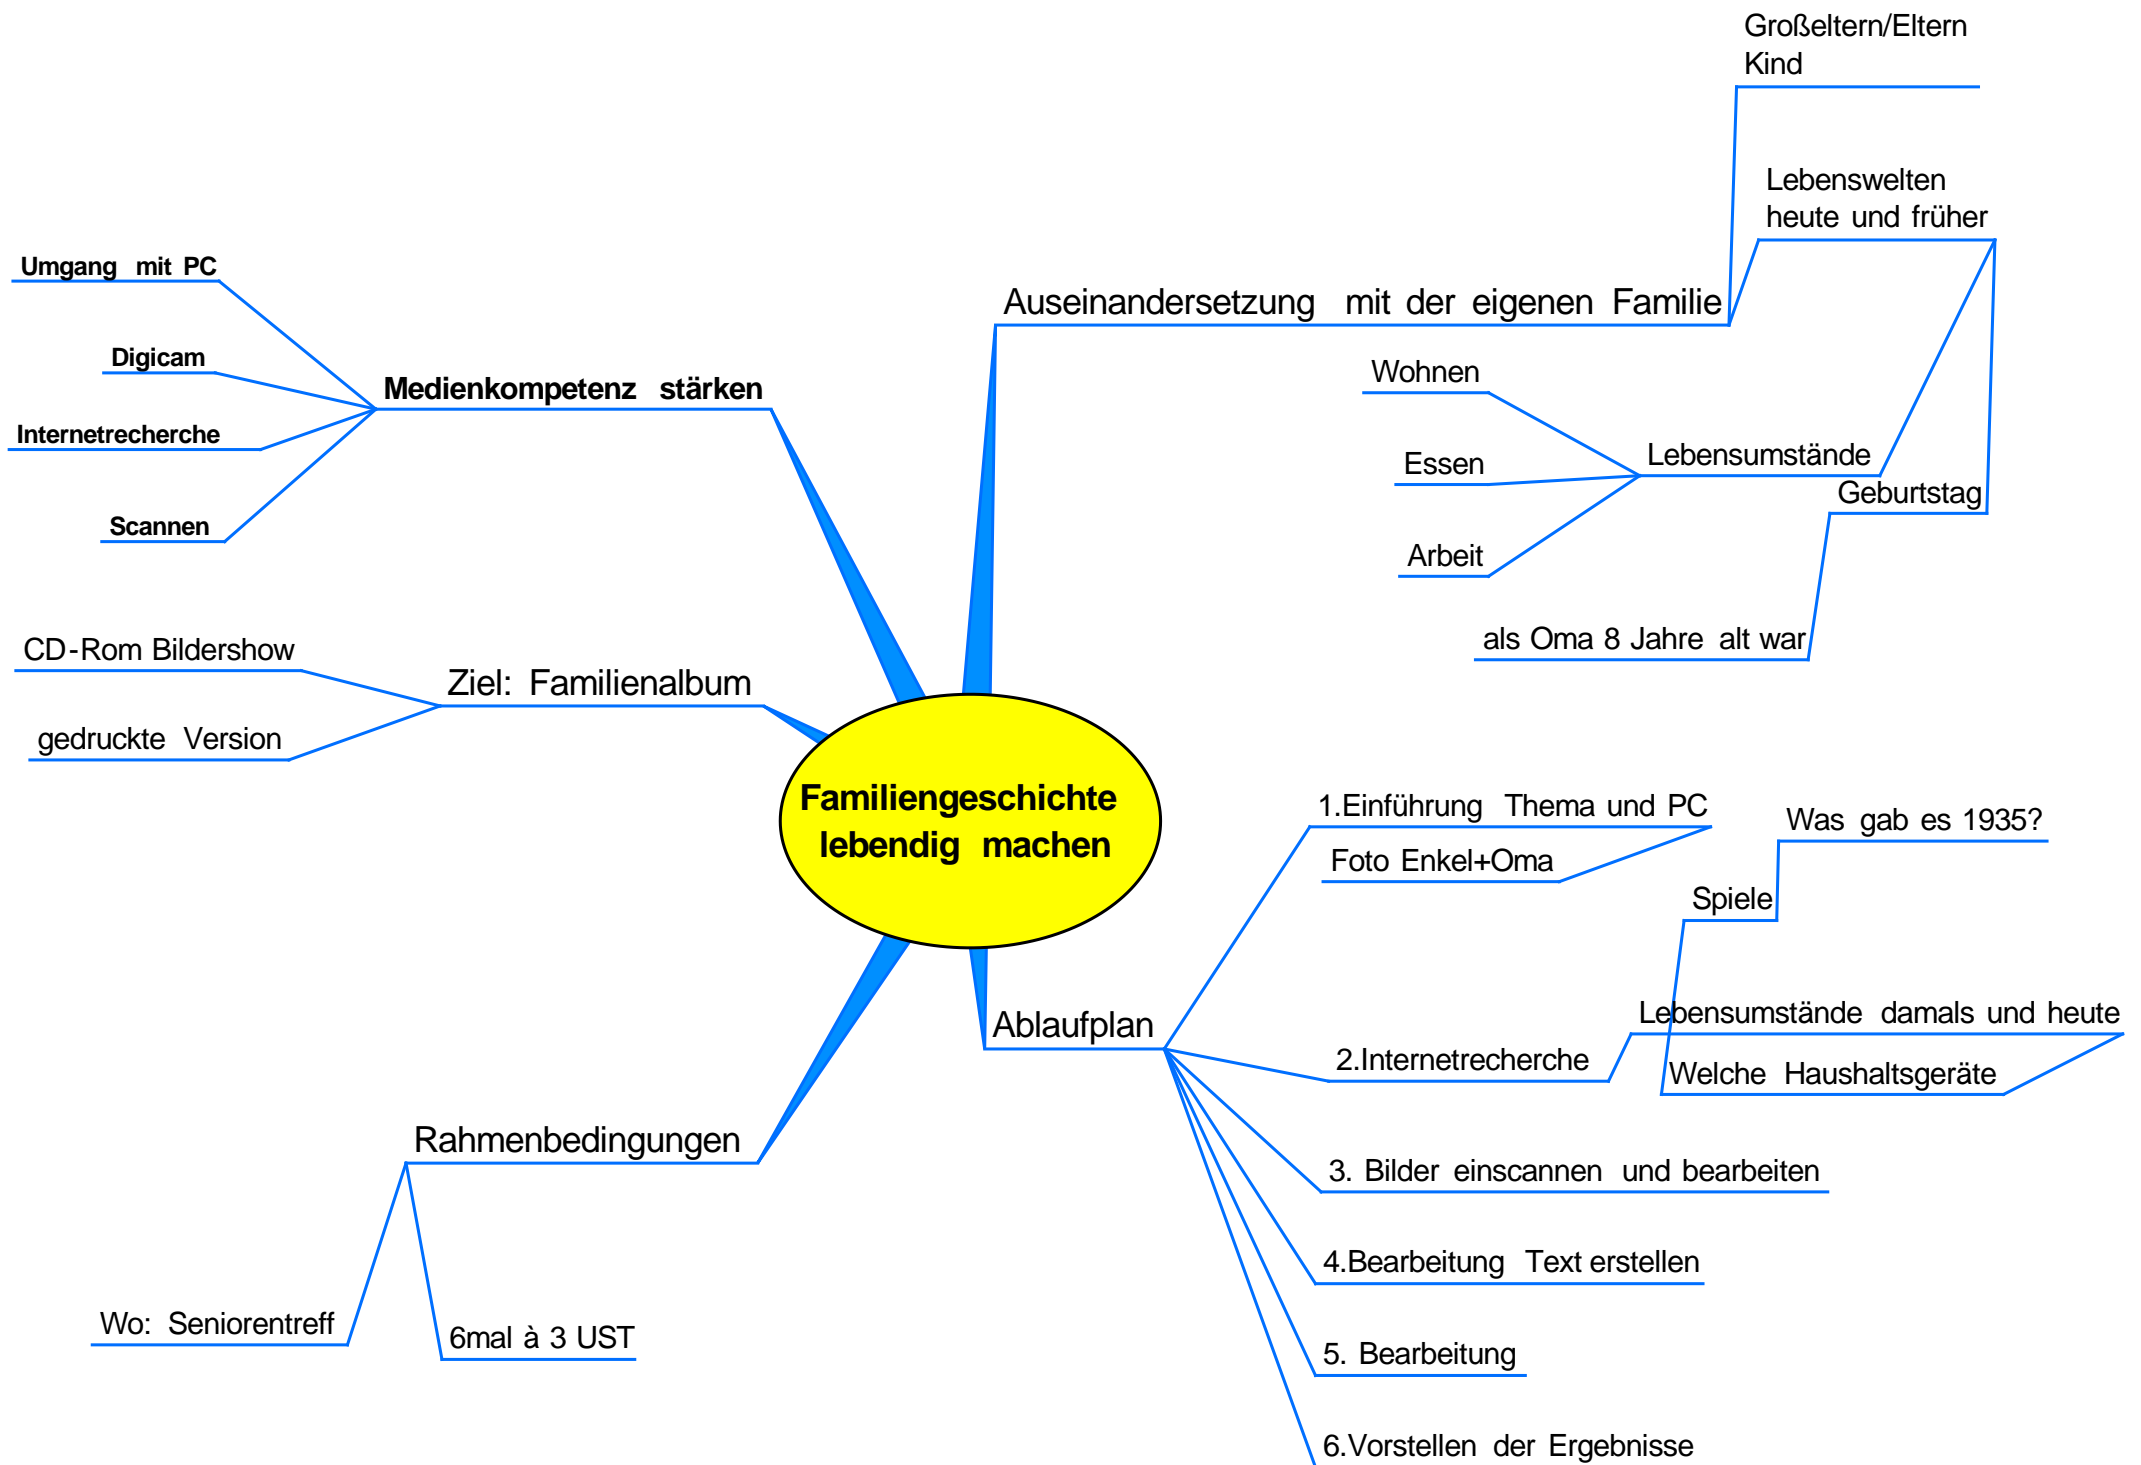 Großeltern/Eltern
Kind
Lebenswelten
heute und früher
Auseinandersetzung mit der eigenen Familie
Wohnen
Essen
Arbeit
Lebensumstände
Geburtstag
als Oma 8 Jahre alt war
Umgang mit PC
Digicam
Internetrecherche
Scannen
Medienkompetenz stärken
CD-Rom Bildershow
gedruckte Version
Ziel: Familienalbum
Familiengeschichte
lebendig machen
1.Einführung Thema und PC
Foto Enkel+Oma
Was gab es 1935?
Spiele
Lebensumstände damals und heute
Welche Haushaltsgeräte
Ablaufplan
2.Internetrecherche
3. Bilder einscannen und bearbeiten
4.Bearbeitung Text erstellen
5. Bearbeitung
6.Vorstellen der Ergebnisse
Rahmenbedingungen
Wo: Seniorentreff
6mal à 3 UST